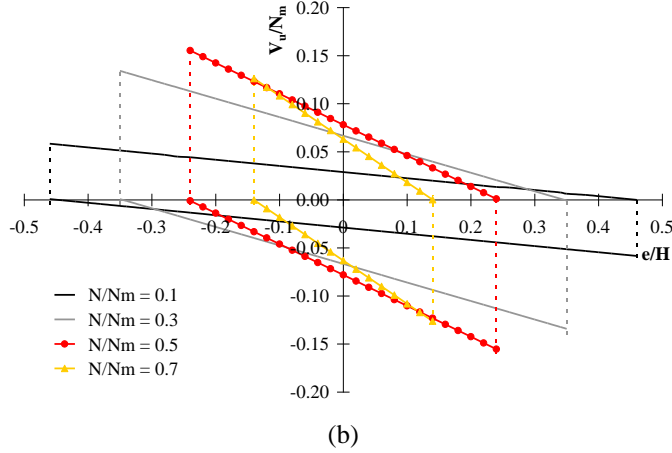 0.20
V_u/N_m
0.15
0.10
0.05
0.00
-0.5 -0.4 -0.3 -0.2 -0.1 0 0.1 0.2 0.3 0.4 0.5
-0.05
e/H
-0.10
-0.15
-0.20
N/Nm = 0.1
N/Nm = 0.3
N/Nm = 0.5
N/Nm = 0.7
(b)